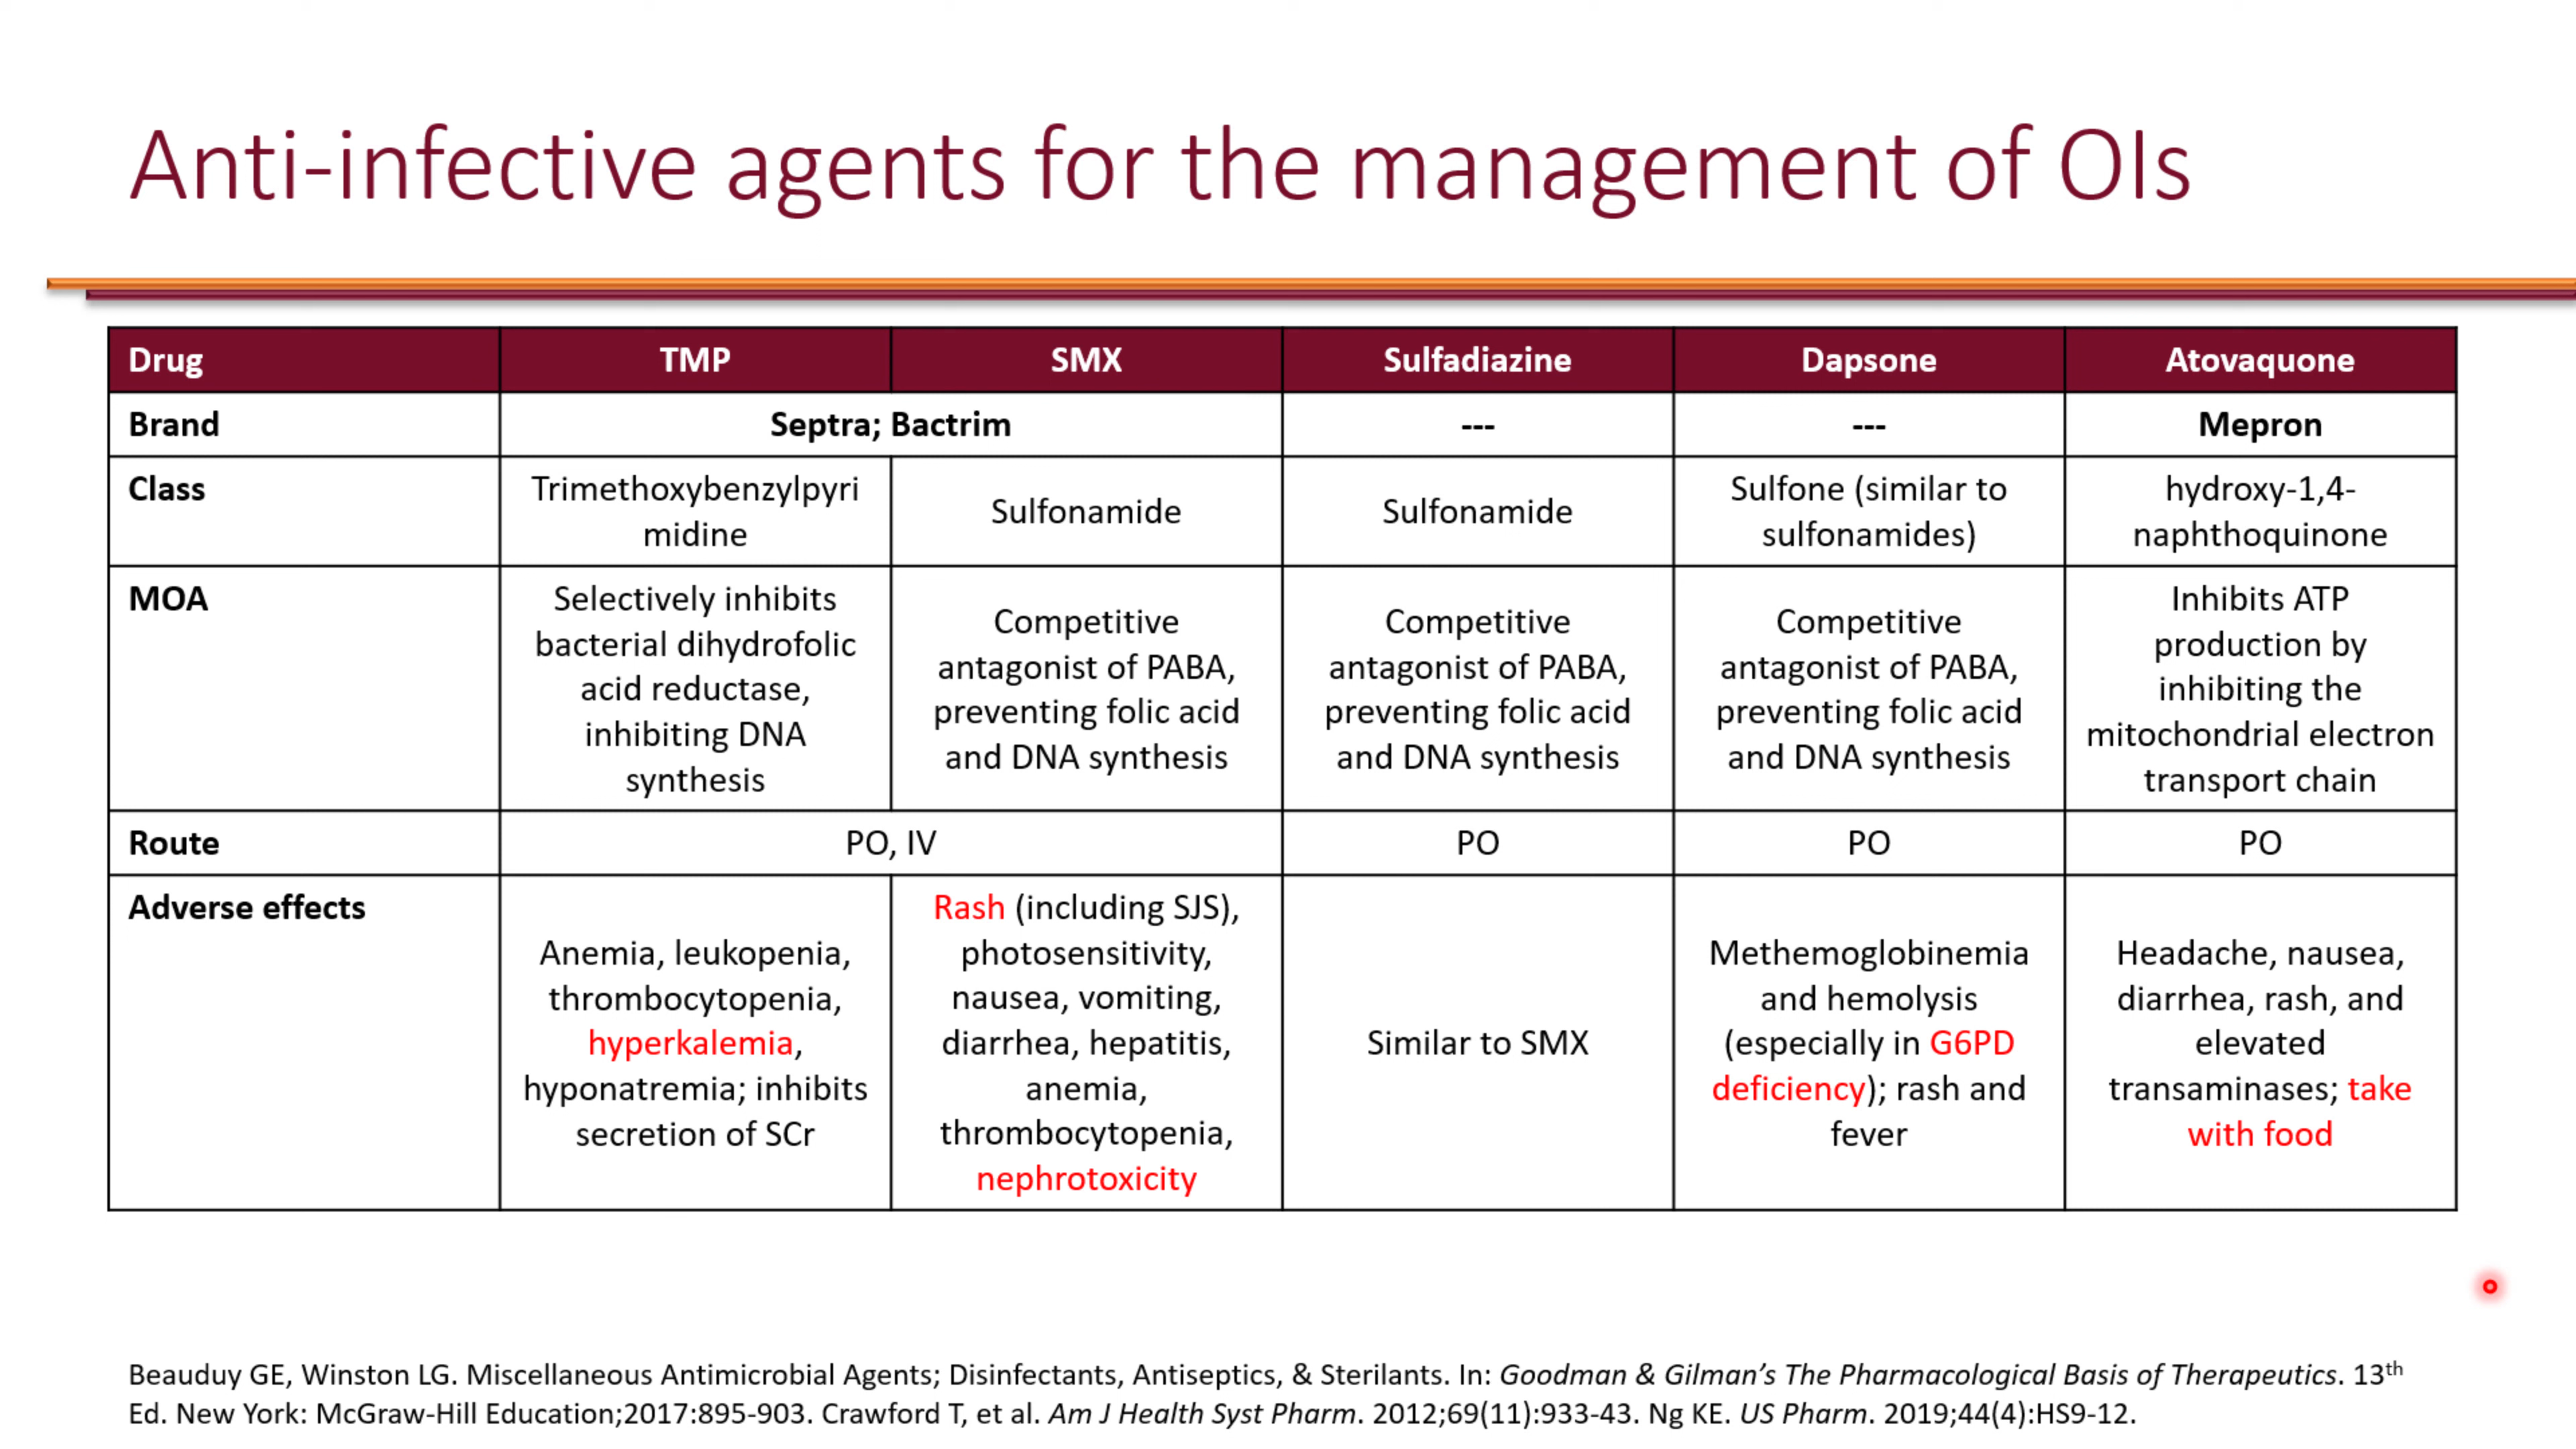 Anti-infective agents for the management of OIs
Drug TMP SMX Sulfadiazine Dapsone Atovaquone
Brand Septra; Bactrim --- --- Mepron
Class
Trimethoxybenzylpyri
midine
Sulfonamide
Sulfonamide
Sulfone (similar to
sulfonamides)
hydroxy-1,4-
naphthoquinone
MOA
Selectively inhibits
bacterial dihydrofolic
acid reductase,
inhibiting DNA
synthesis
Competitive
antagonist of PABA,
preventing folic acid
and DNA synthesis
Competitive
antagonist of PABA,
preventing folic acid
and DNA synthesis
Competitive
antagonist of PABA,
preventing folic acid
and DNA synthesis
Inhibits ATP
production by
inhibiting the
mitochondrial electron
transport chain
Route PO, IV PO PO PO
Adverse effects
Anemia, leukopenia,
thrombocytopenia,
hyperkalemia,
hyponatremia; inhibits
secretion of SCr
Rash (including SJS),
photosensitivity,
nausea, vomiting,
diarrhea, hepatitis,
anemia,
thrombocytopenia,
nephrotoxicity
Similar to SMX
Methemoglobinemia
and hemolysis
(especially in G6PD
deficiency); rash and
fever
Headache, nausea,
diarrhea, rash, and
elevated
transaminases; take
with food
Beauduy GE, Winston LG. Miscellaneous Antimicrobial Agents; Disinfectants, Antiseptics, & Sterilants. In: Goodman & Gilman's The Pharmacological Basis of Therapeutics. 13th
Ed. New York: McGraw-Hill Education;2017:895-903. Crawford T, et al. Am J Health Syst Pharm. 2012;69(11):933-43. Ng KE. US Pharm. 2019;44(4):HS9-12.